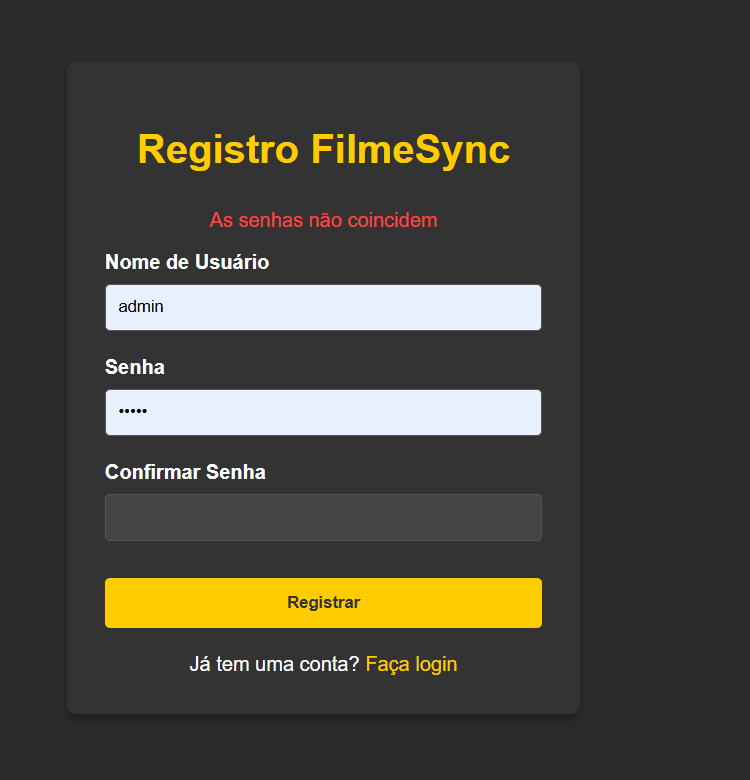 Registro FilmeSync
As senhas não coincidem
Nome de Usuário
admin
Senha
•••••
Confirmar Senha
Registrar
Já tem uma conta? Faça login